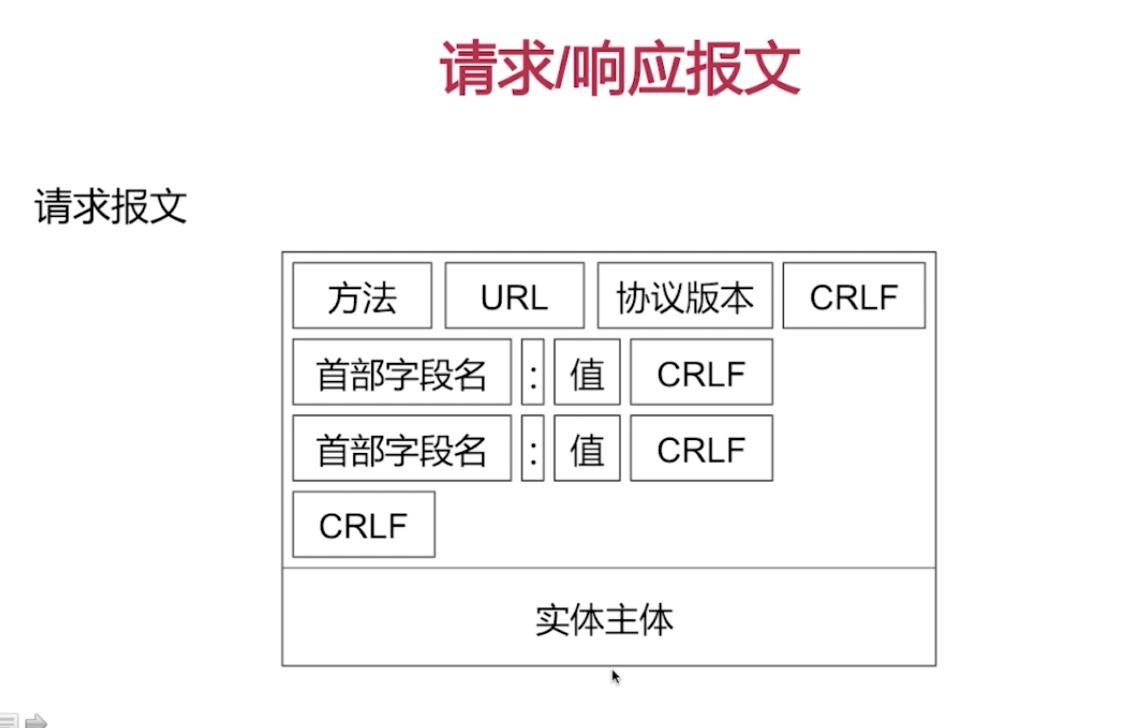 请求/响应报文
请求报文
方法 URL 协议版本 CRLF
首部字段名 : 值 CRLF
首部字段名 : 值 CRLF
CRLF
实体主体